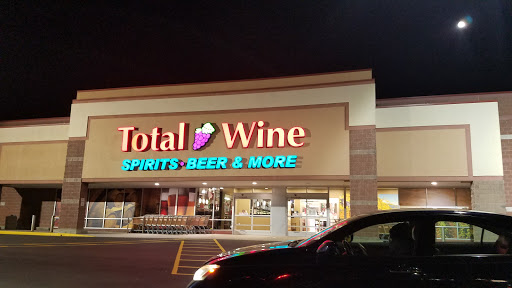 Total Wine
SPIRITS • BEER & MORE